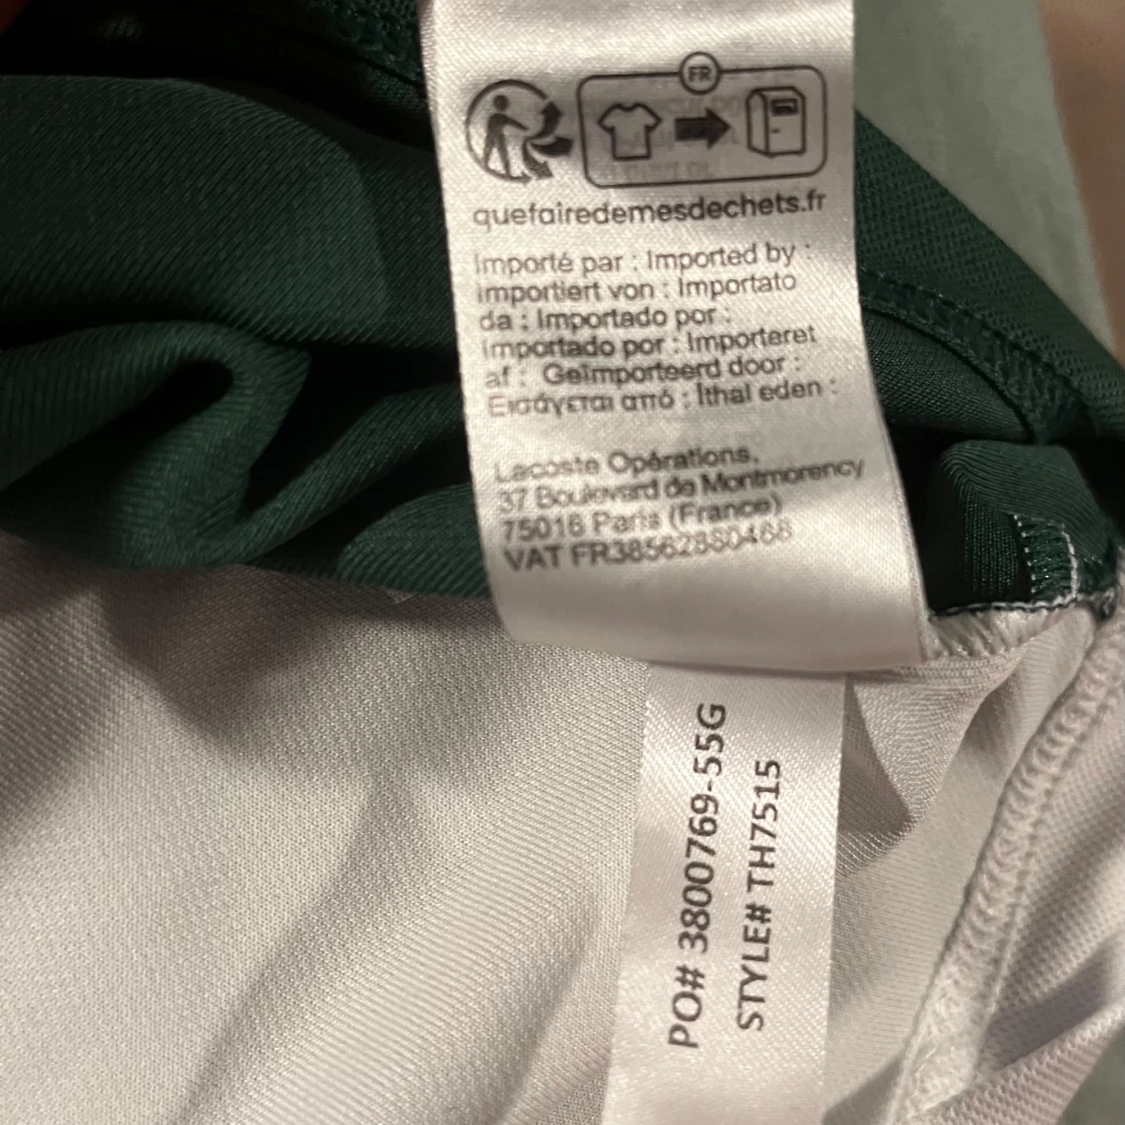 FR
quefairedemesdechets.fr
Importé par : Imported by :
importiert von : Importato
da : Importado por :
Importado por : Importeret
af : Geïmporteerd door :
Εισάγεται από : İthal eden :
Lacoste Opérations,
37 Boulevard de Montmorency
75016 Paris (France)
VAT
PO# 3800769-55G
STYLE# TH7515